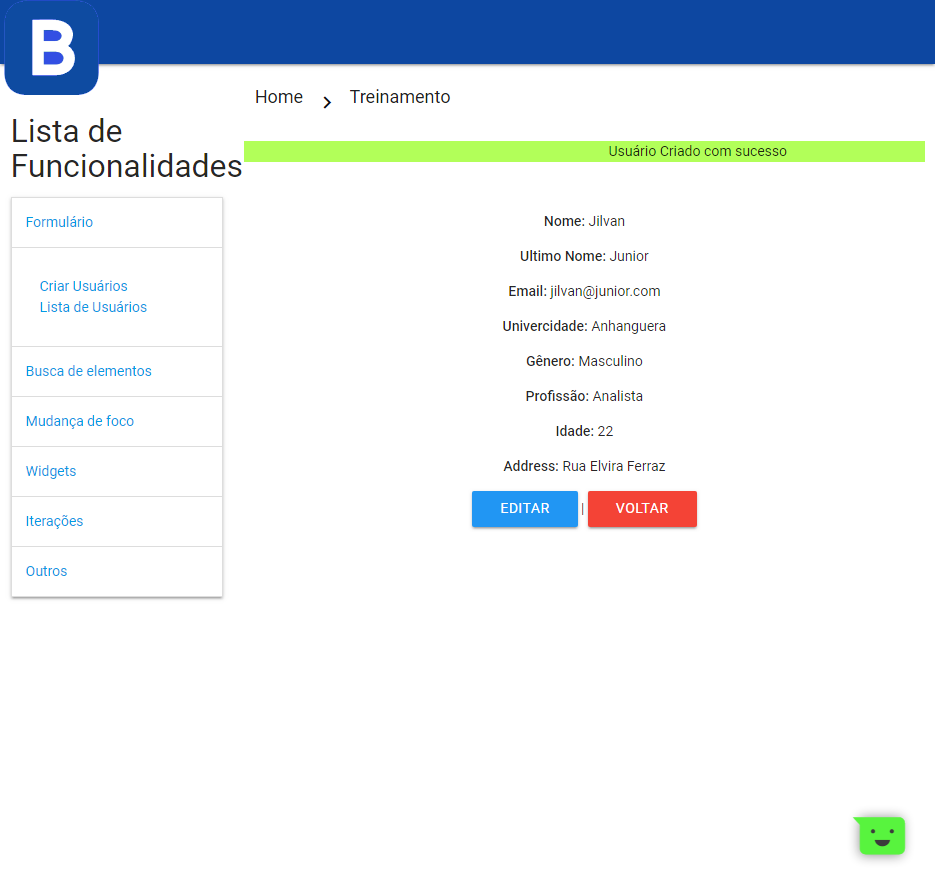 B
Home
Treinamento
Lista de
Funcionalidades
Usuário Criado com sucesso
Formulário
Criar Usuários
Lista de Usuários
Busca de elementos
Mudança de foco
Widgets
Iterações
Outros
Nome: Jilvan
Ultimo Nome: Junior
Email: jilvan@junior.com
Univercidade: Anhanguera
Gênero: Masculino
Profissão: Analista
Idade: 22
Address: Rua Elvira Ferraz
EDITAR | VOLTAR